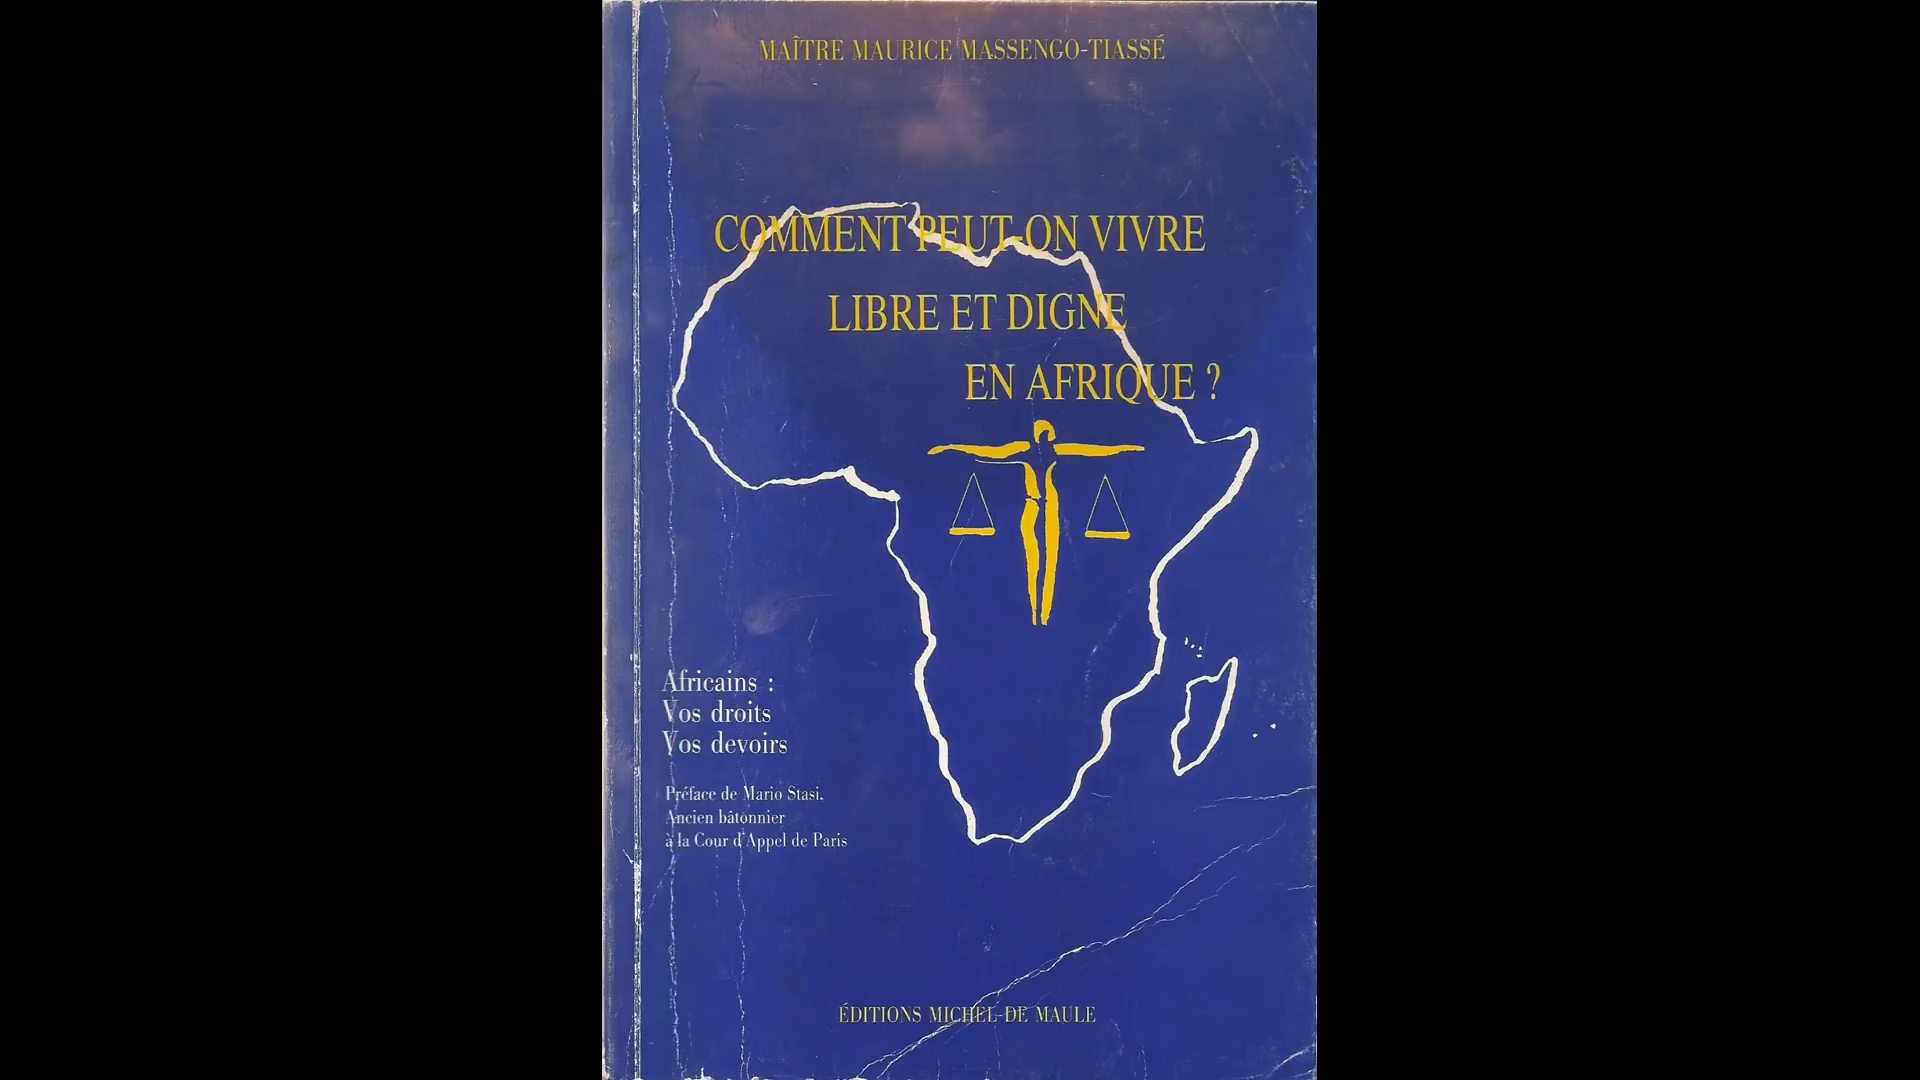 MAÎTRE MAURICE MASSENGO-TIASSÉ
COMMENT PEUT-ON VIVRE
LIBRE ET DIGNE
EN AFRIQUE ?
Africains :
Vos droits
Vos devoirs
Préface de Mario Stasi,
Ancien bâtonnier
à la Cour d'Appel de Paris
ÉDITIONS MICHEL DE MAULE